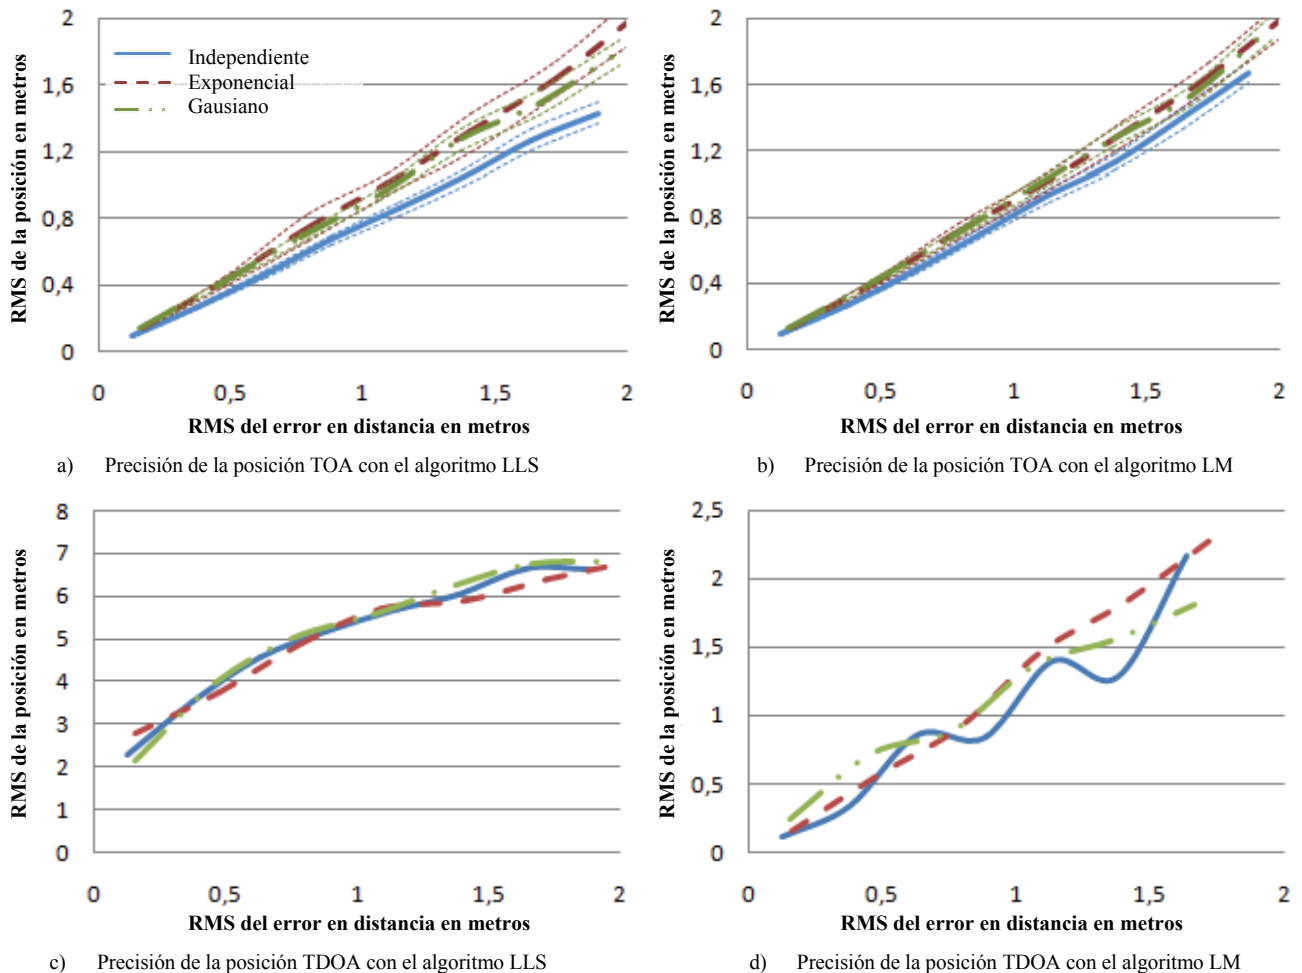 2
1,6
1,2
0,8
0,4
0
RMS de la posición en metros
Independiente
Exponencial
Gausiano
0 0,5 1 1,5 2
RMS del error en distancia en metros
a) Precisión de la posición TOA con el algoritmo LLS
2
1,6
1,2
0,8
0,4
0
RMS de la posición en metros
0 0,5 1 1,5 2
RMS del error en distancia en metros
b) Precisión de la posición TOA con el algoritmo LM
8
7
6
5
4
3
2
1
0
RMS de la posición en metros
0 0,5 1 1,5 2
RMS del error en distancia en metros
c) Precisión de la posición TDOA con el algoritmo LLS
2,5
2
1,5
1
0,5
0
RMS de la posición en metros
0 0,5 1 1,5 2
RMS del error en distancia en metros
d) Precisión de la posición TDOA con el algoritmo LM